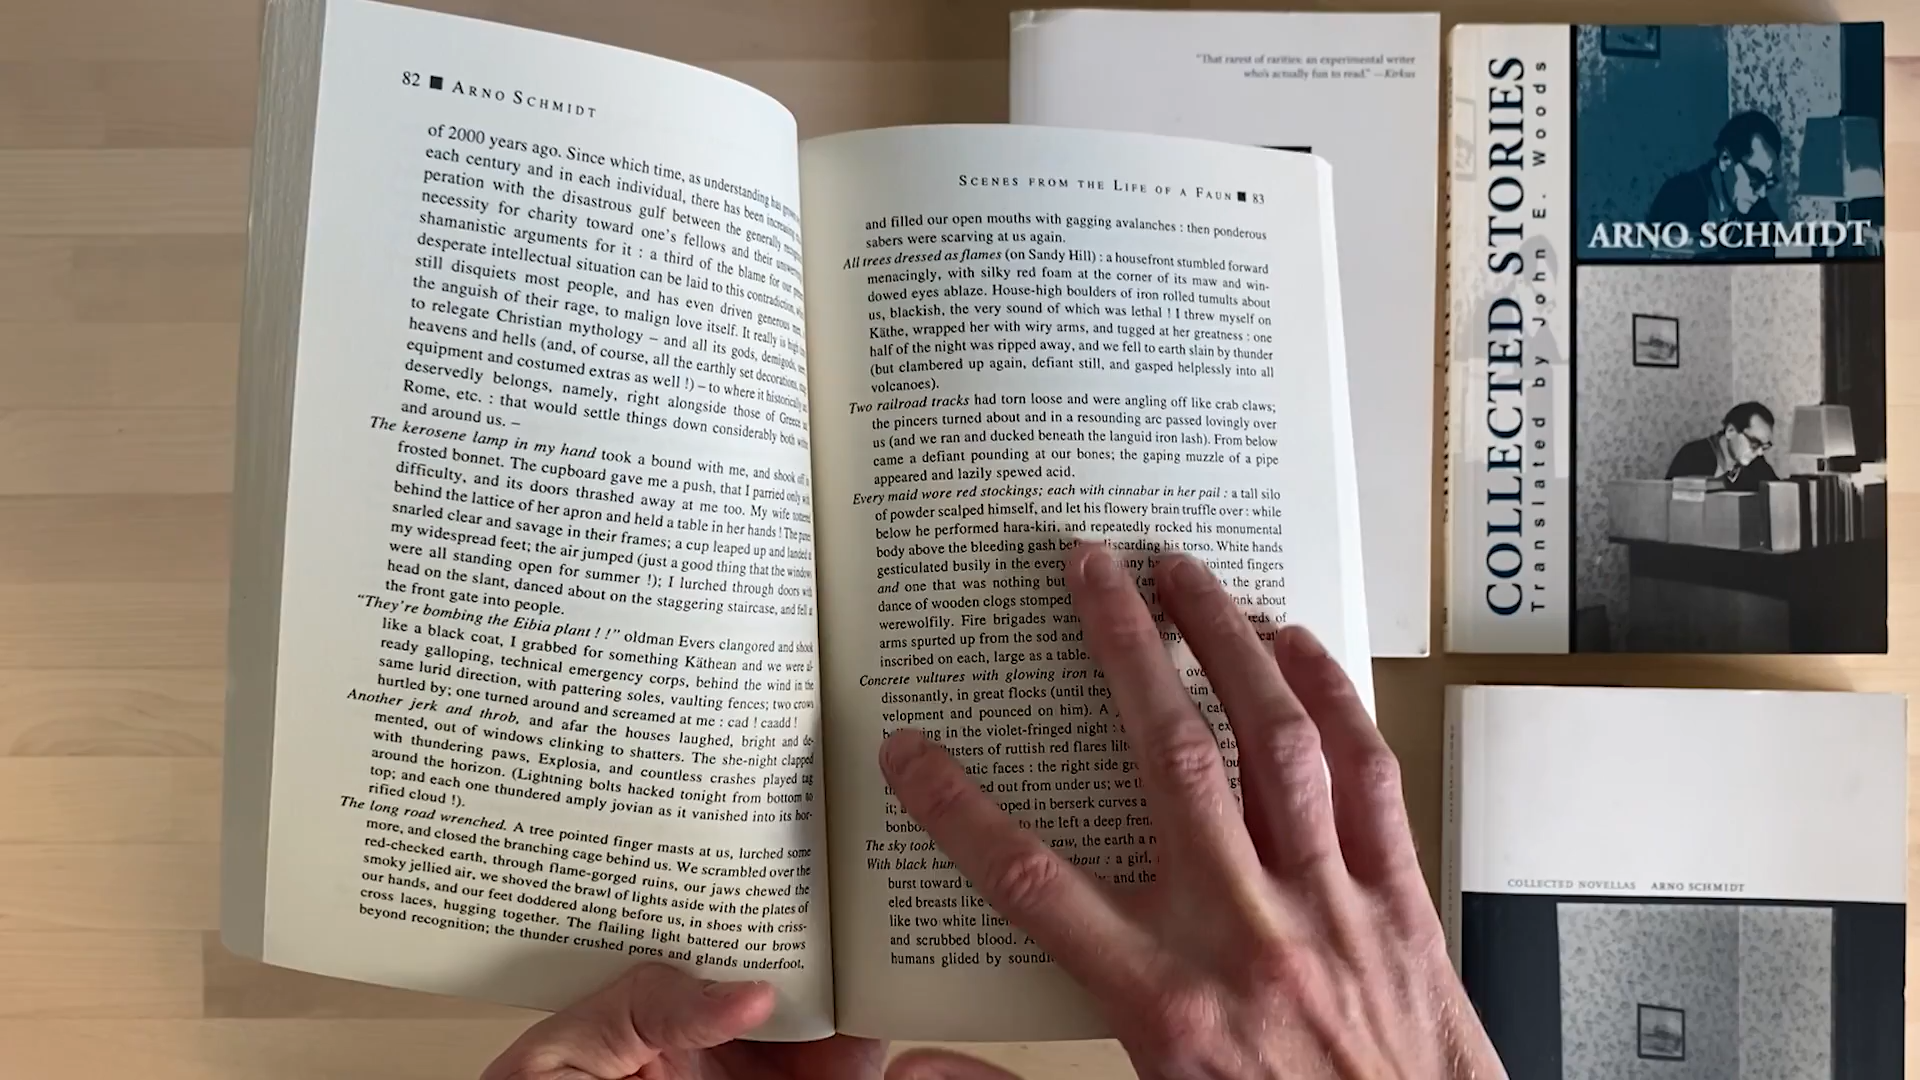 82 ■ ARNO SCHMIDT
of 2000 years ago. Since which time, as understanding has
each century and in each individual, there has been
peration with the disastrous gulf between the generally
necessity for charity toward one's fellows and their
shamanistic arguments for it : a third of the blame for our
desperate intellectual situation can be laid to this contradiction,
still disquiets most people, and has even driven generous
the anguish of their rage, to malign love itself. It really is high
to relegate Christian mythology – and all its gods, demigods,
heavens and hells (and, of course, all the earthly set decorations,
equipment and costumed extras as well !) – to where it historically
deservedly belongs, namely, right alongside those of Greece
Rome, etc. : that would settle things down considerably both
and around us. –
The kerosene lamp in my hand took a bound with me, and shook off
frosted bonnet. The cupboard gave me a push, that I parried only
difficulty, and its doors thrashed away at me too. My wife
behind the lattice of her apron and held a table in her hands ! The
snarled clear and savage in their frames; a cup leaped up and landed
my widespread feet; the air jumped (just a good thing that the windows
were all standing open for summer !); I lurched through doors
head on the slant, danced about on the staggering staircase, and fell
the front gate into people.
"They're bombing the Eibia plant ! !" oldman Evers clangored and shook
like a black coat, I grabbed for something Käthean and we were al-
ready galloping, technical emergency corps, behind the wind in the
same lurid direction, with pattering soles, vaulting fences; two crows
hurtled by; one turned around and screamed at me : cad ! caadd !
Another jerk and throb, and afar the houses laughed, bright and de-
mented, out of windows clinking to shatters. The she-night clapped
with thundering paws, Explosia, and countless crashes played tag
around the horizon. (Lightning bolts hacked tonight from bottom to
top; and each one thundered amply jovian as it vanished into its hor-
rified cloud !).
The long road wrenched. A tree pointed finger masts at us, lurched some
more, and closed the branching cage behind us. We scrambled over the
red-checked earth, through flame-gorged ruins, our jaws chewed the
smoky jellied air, we shoved the brawl of lights aside with the plates of
our hands, and our feet doddered along before us, in shoes with criss-
cross laces, hugging together. The flailing light battered our brows
beyond recognition; the thunder crushed pores and glands underfoot,
SCENES FROM THE LIFE OF A FAUN ■ 83
and filled our open mouths with gagging avalanches : then ponderous
sabers were scarving at us again.
All trees dressed as flames (on Sandy Hill) : a housefront stumbled forward
menacingly, with silky red foam at the corner of its maw and win-
dowed eyes ablaze. House-high boulders of iron rolled tumults about
us, blackish, the very sound of which was lethal ! I threw myself on
Käthe, wrapped her with wiry arms, and tugged at her greatness : one
half of the night was ripped away, and we fell to earth slain by thunder
(but clambered up again, defiant still, and gasped helplessly into all
volcanoes).
Two railroad tracks had torn loose and were angling off like crab claws;
the pincers turned about and in a resounding arc passed lovingly over
us (and we ran and ducked beneath the languid iron lash). From below
came a defiant pounding at our bones; the gaping muzzle of a pipe
appeared and lazily spewed acid.
Every maid wore red stockings; each with cinnabar in her pail : a tall silo
of powder scalped himself, and let his flowery brain truffle over : while
below he performed hara-kiri, and repeatedly rocked his monumental
body above the bleeding gash discarding his torso. White hands
gesticulated busily in the many jointed fingers
and one that was nothing but the grand
dance of wooden clogs stomped about
werewolfily. Fire brigades of
arms spurted up from the sod and
inscribed on each, large as a table.
Concrete vultures with glowing iron
dissonantly, in great flocks (until they
velopment and pounced on him). A
in the violet-fringed night :
of ruttish red flares
faces : the right side
out from under us; we
in berserk curves a
to the left a deep
The sky took saw, the earth a
With black about : a girl,
burst toward and the
eled breasts like
like two white
and scrubbed blood.
humans glided by
"That rarest of rarities: an experimental writer
who's actually fun to read." —Kirkus
COLLECTED STORIES
Translated by John E. Woods
ARNO SCHMIDT
COLLECTED NOVELLAS ARNO SCHMIDT